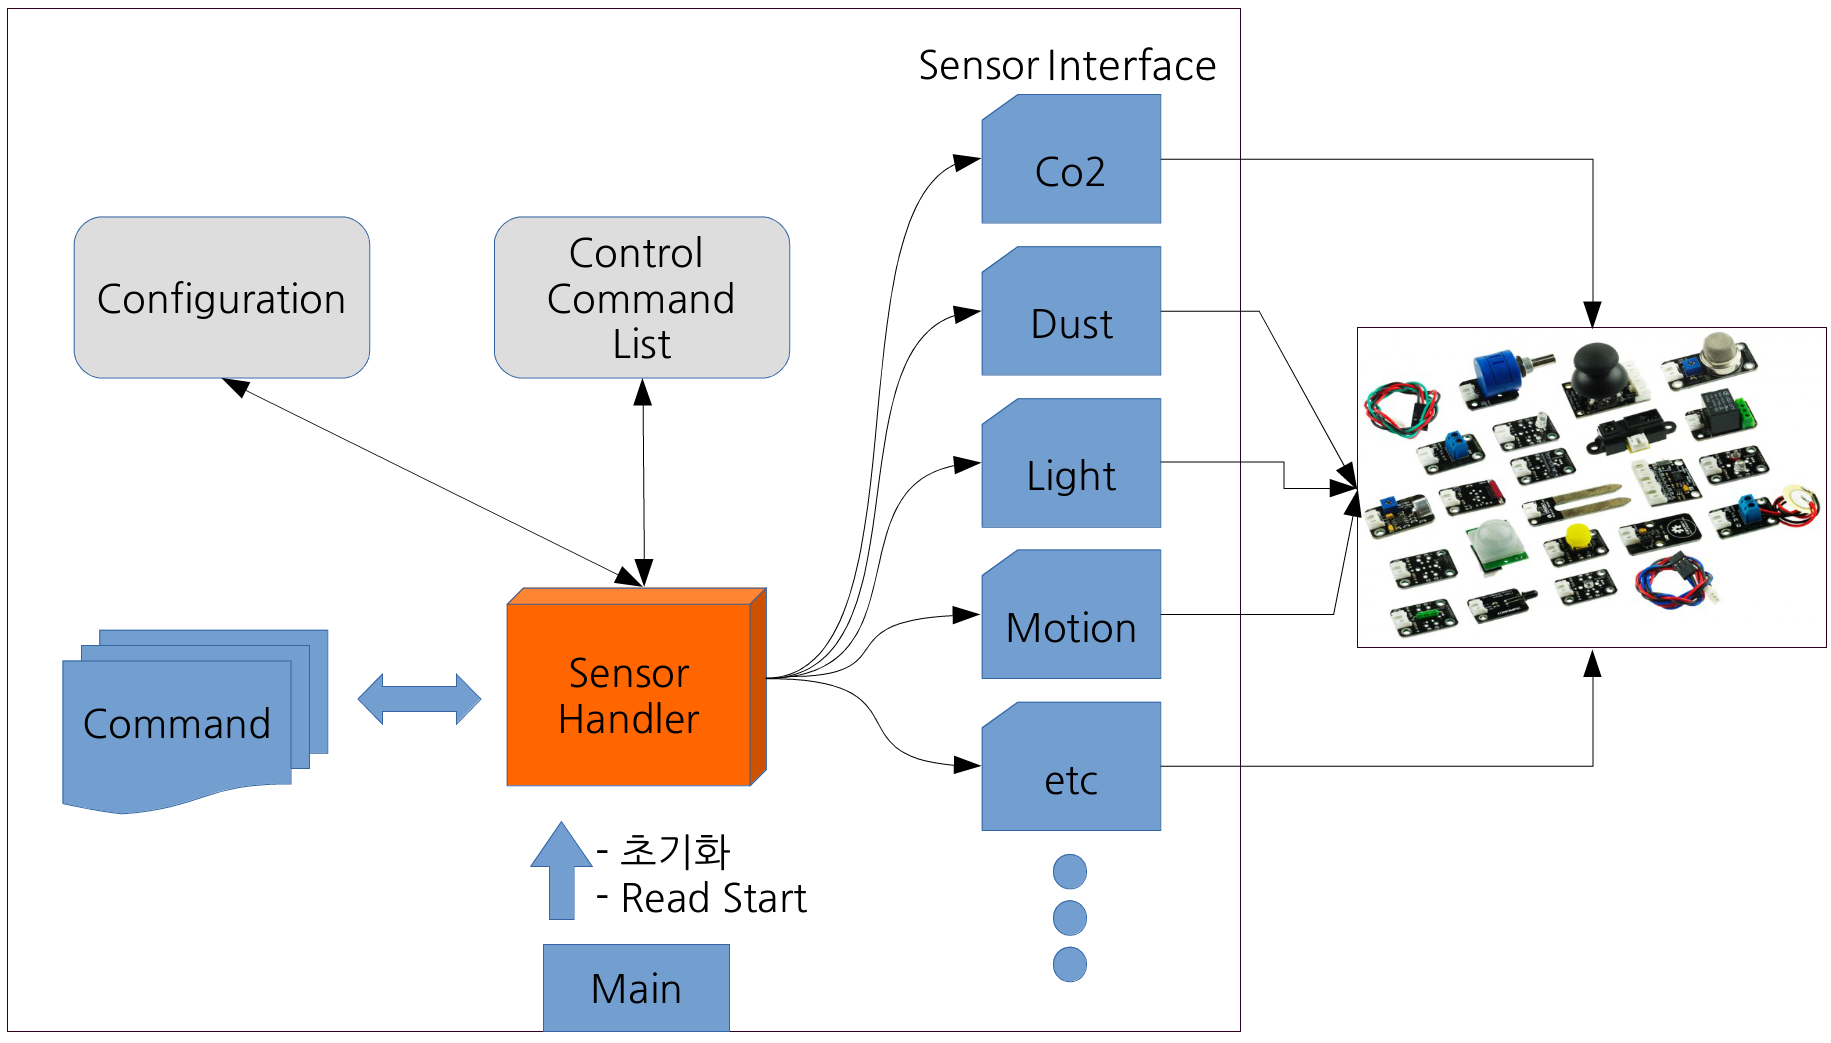 Sensor Interface
Co2
Configuration
Control
Command
List
Dust
Light
Motion
Command
Sensor
Handler
etc
- 초기화
- Read Start
Main